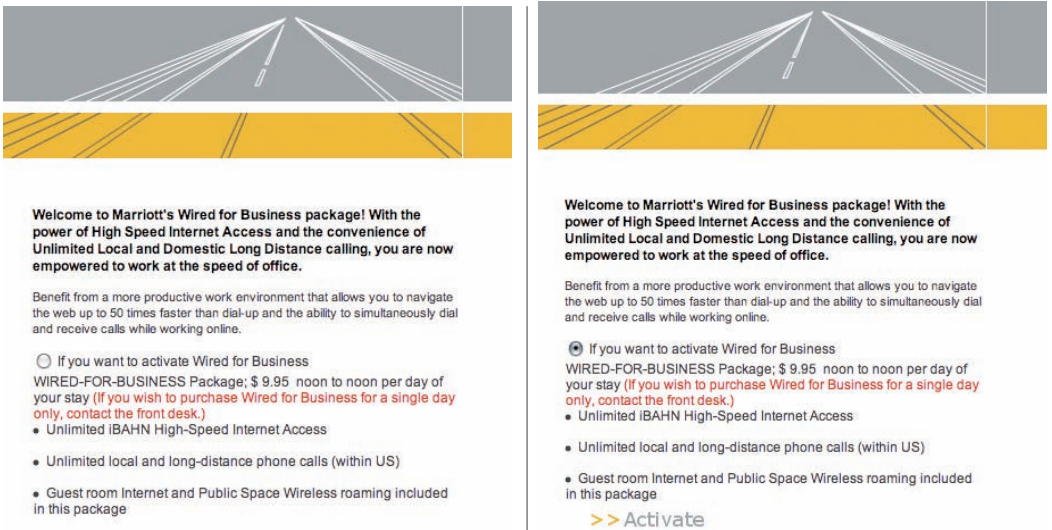 Welcome to Marriott's Wired for Business package! With the
power of High Speed Internet Access and the convenience of
Unlimited Local and Domestic Long Distance calling, you are now
empowered to work at the speed of office.
Benefit from a more productive work environment that allows you to navigate
the web up to 50 times faster than dial-up and the ability to simultaneously dial
and receive calls while working online.
If you want to activate Wired for Business
WIRED-FOR-BUSINESS Package; $ 9.95 noon to noon per day of
your stay (If you wish to purchase Wired for Business for a single day
only, contact the front desk.)
• Unlimited iBAHN High-Speed Internet Access
• Unlimited local and long-distance phone calls (within US)
• Guest room Internet and Public Space Wireless roaming included
in this package
Welcome to Marriott's Wired for Business package! With the
power of High Speed Internet Access and the convenience of
Unlimited Local and Domestic Long Distance calling, you are now
empowered to work at the speed of office.
Benefit from a more productive work environment that allows you to navigate
the web up to 50 times faster than dial-up and the ability to simultaneously dial
and receive calls while working online.
If you want to activate Wired for Business
WIRED-FOR-BUSINESS Package; $ 9.95 noon to noon per day of
your stay (If you wish to purchase Wired for Business for a single day
only, contact the front desk.)
• Unlimited iBAHN High-Speed Internet Access
• Unlimited local and long-distance phone calls (within US)
• Guest room Internet and Public Space Wireless roaming included
in this package
>> Activate